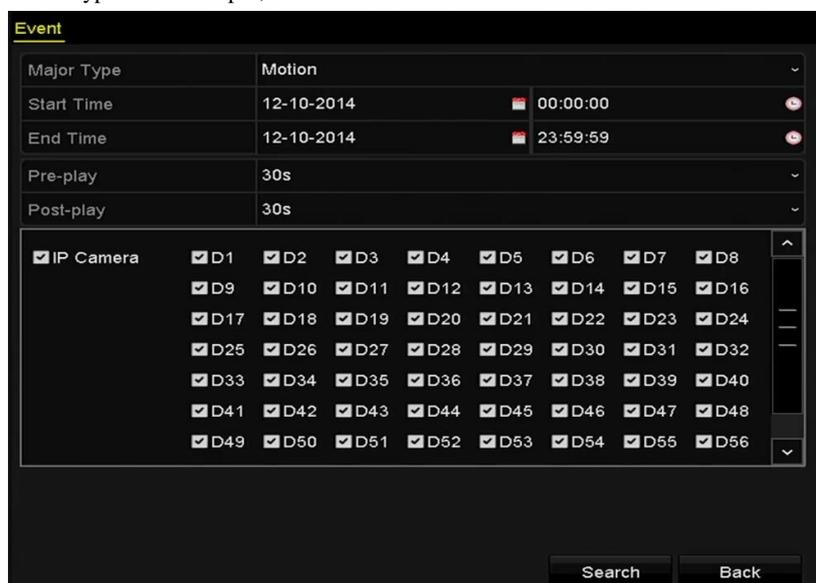 Event
Major Type Motion
Start Time 12-10-2014 00:00:00
End Time 12-10-2014 23:59:59
Pre-play 30s
Post-play 30s
IP Camera D1 D2 D3 D4 D5 D6 D7 D8
D9 D10 D11 D12 D13 D14 D15 D16
D17 D18 D19 D20 D21 D22 D23 D24
D25 D26 D27 D28 D29 D30 D31 D32
D33 D34 D35 D36 D37 D38 D39 D40
D41 D42 D43 D44 D45 D46 D47 D48
D49 D50 D51 D52 D53 D54 D55 D56
Search Back